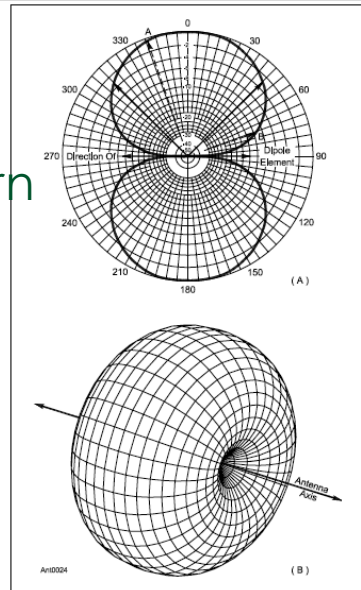 0
330 A 30
300 60
B
270 Direction Of Dipole Element 90
rn
240 120
210 150
180
( A )
Antenna Axis
Ant0024 ( B )